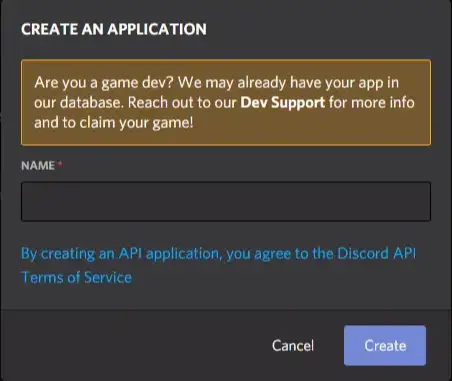 CREATE AN APPLICATION
Are you a game dev? We may already have your app in
our database. Reach out to our Dev Support for more info
and to claim your game!
NAME *
By creating an API application, you agree to the Discord API
Terms of Service
Cancel
Create